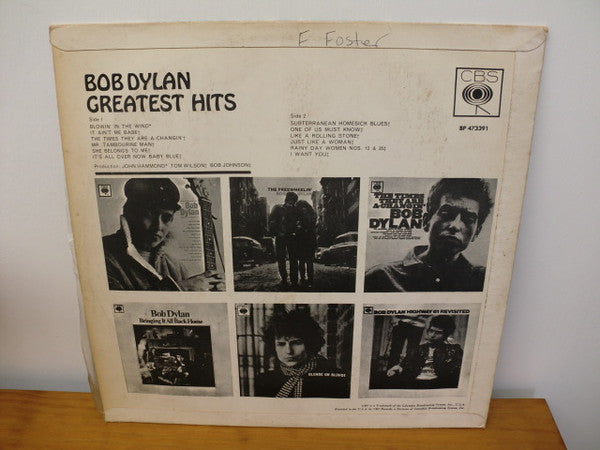 E Foster
BOB DYLAN
GREATEST HITS
CBS
BP 473391
Side 1
BLOWIN' IN THE WIND*
IT AIN'T ME BABE†
THE TIMES THEY ARE A-CHANGIN'†
MR. TAMBOURINE MAN†
SHE BELONGS TO ME†
IT'S ALL OVER NOW BABY BLUE†
Side 2
SUBTERRANEAN HOMESICK BLUES†
ONE OF US MUST KNOW‡
LIKE A ROLLING STONE†
JUST LIKE A WOMAN‡
RAINY DAY WOMEN NOS. 12 & 35‡
I WANT YOU‡
Production: JOHN HAMMOND* TOM WILSON† BOB JOHNSON‡
Bob
Dylan
THE FREEWHEELIN'
THE TIMES
THEY ARE
A-CHANGIN'
BOB
DYLAN
Bob Dylan
Bringing It All Back Home
BLONDE ON BLONDE
BOB DYLAN HIGHWAY 61 REVISITED